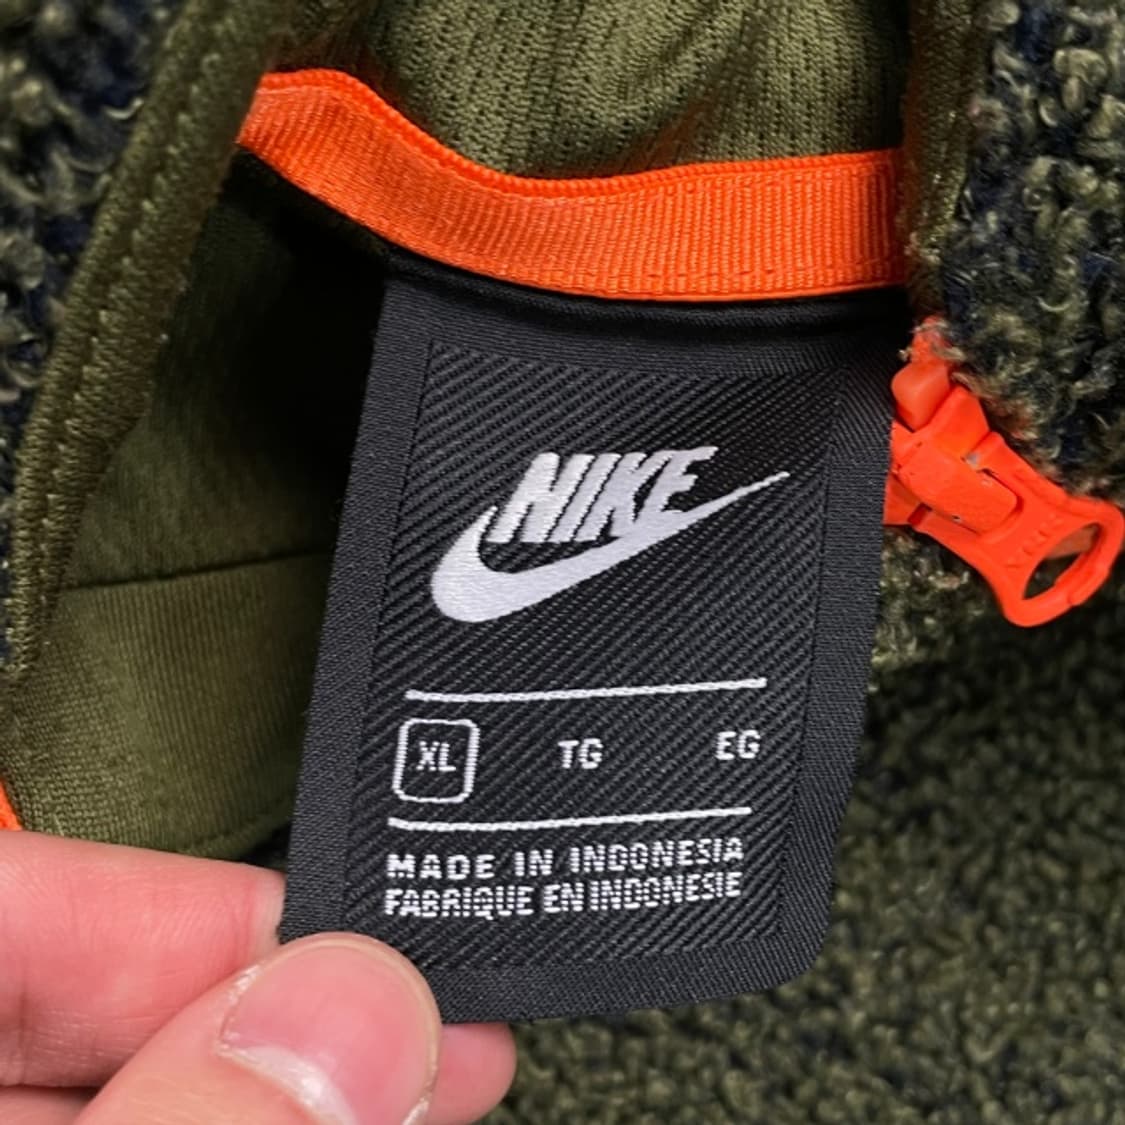 NIKE
XL TG EG
MADE IN INDONESIA
FABRIQUE EN INDONESIE